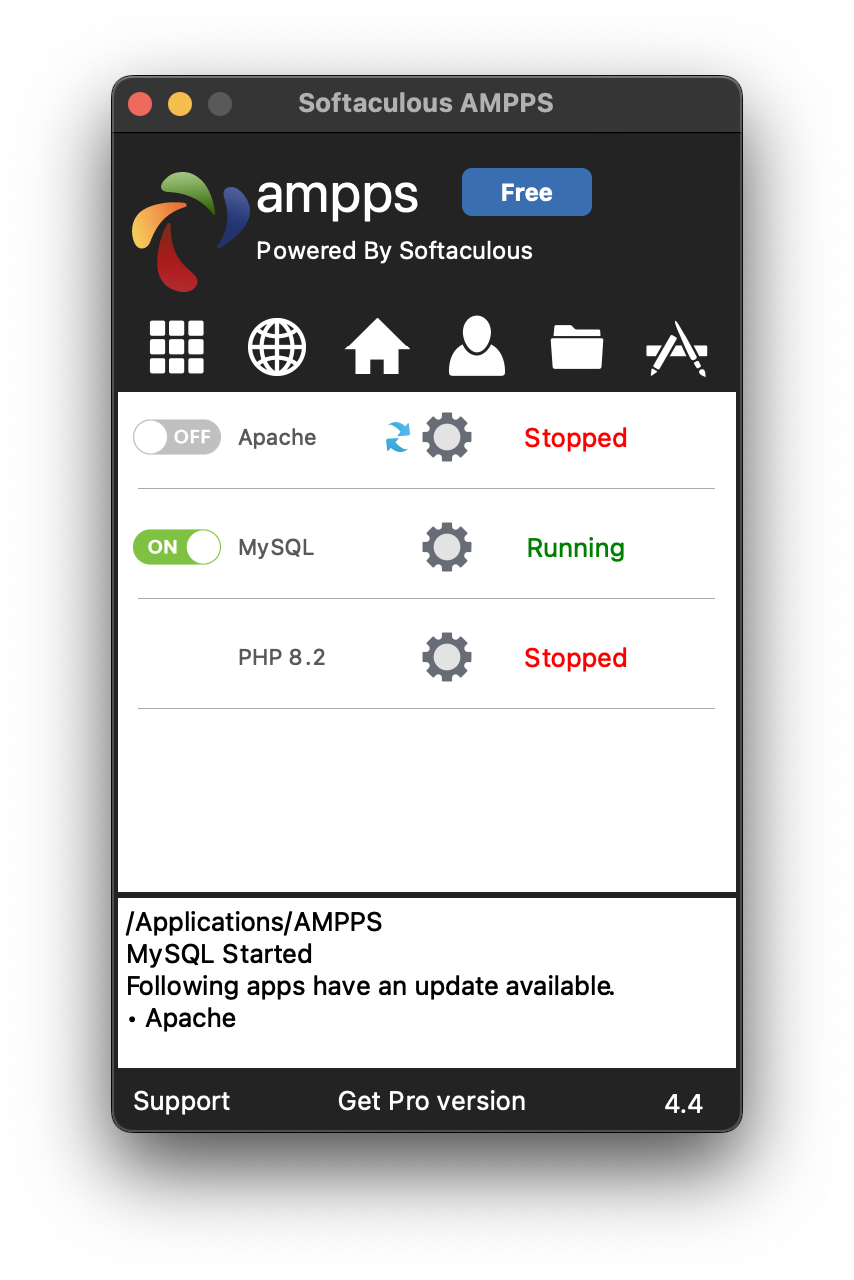 Softaculous AMPPS
ampps
Free
Powered By Softaculous
OFF Apache Stopped
ON MySQL Running
PHP 8.2 Stopped
/Applications/AMPPS
MySQL Started
Following apps have an update available.
• Apache
Support Get Pro version 4.4